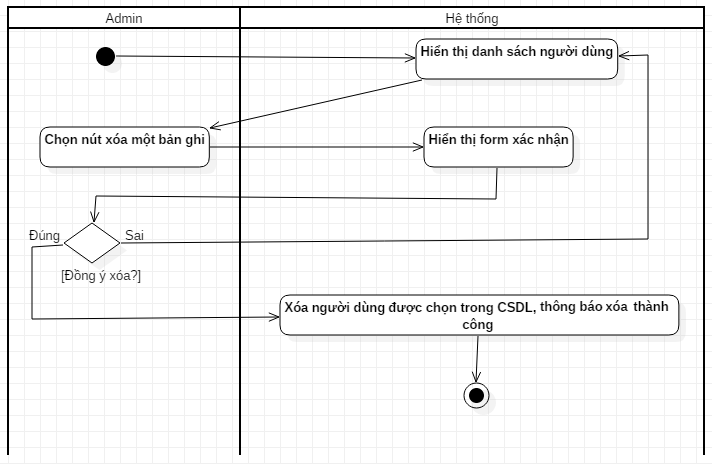 Admin
Hệ thống
Hiển thị danh sách người dùng
Chọn nút xóa một bản ghi
Hiển thị form xác nhận
Đúng
Sai
[Đồng ý xóa?]
Xóa người dùng được chọn trong CSDL, thông báo xóa thành
công